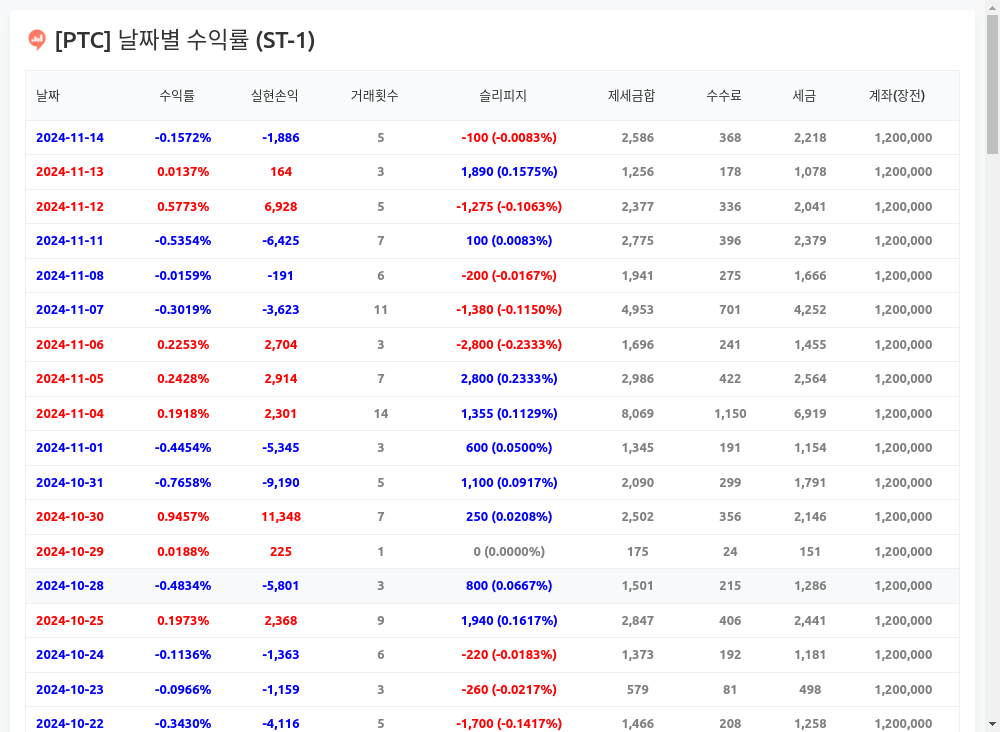 [PTC] 날짜별 수익률 (ST-1)
날짜 수익률 실현손익 거래횟수 슬리피지 제세금합 수수료 세금 계좌(장전)
2024-11-14 -0.1572% -1,886 5 -100 (-0.0083%) 2,586 368 2,218 1,200,000
2024-11-13 0.0137% 164 3 1,890 (0.1575%) 1,256 178 1,078 1,200,000
2024-11-12 0.5773% 6,928 5 -1,275 (-0.1063%) 2,377 336 2,041 1,200,000
2024-11-11 -0.5354% -6,425 7 100 (0.0083%) 2,775 396 2,379 1,200,000
2024-11-08 -0.0159% -191 6 -200 (-0.0167%) 1,941 275 1,666 1,200,000
2024-11-07 -0.3019% -3,623 11 -1,380 (-0.1150%) 4,953 701 4,252 1,200,000
2024-11-06 0.2253% 2,704 3 -2,800 (-0.2333%) 1,696 241 1,455 1,200,000
2024-11-05 0.2428% 2,914 7 2,800 (0.2333%) 2,986 422 2,564 1,200,000
2024-11-04 0.1918% 2,301 14 1,355 (0.1129%) 8,069 1,150 6,919 1,200,000
2024-11-01 -0.4454% -5,345 3 600 (0.0500%) 1,345 191 1,154 1,200,000
2024-10-31 -0.7658% -9,190 5 1,100 (0.0917%) 2,090 299 1,791 1,200,000
2024-10-30 0.9457% 11,348 7 250 (0.0208%) 2,502 356 2,146 1,200,000
2024-10-29 0.0188% 225 1 0 (0.0000%) 175 24 151 1,200,000
2024-10-28 -0.4834% -5,801 3 800 (0.0667%) 1,501 215 1,286 1,200,000
2024-10-25 0.1973% 2,368 9 1,940 (0.1617%) 2,847 406 2,441 1,200,000
2024-10-24 -0.1136% -1,363 6 -220 (-0.0183%) 1,373 192 1,181 1,200,000
2024-10-23 -0.0966% -1,159 3 -260 (-0.0217%) 579 81 498 1,200,000
2024-10-22 -0.3430% -4,116 5 -1,700 (-0.1417%) 1,466 208 1,258 1,200,000